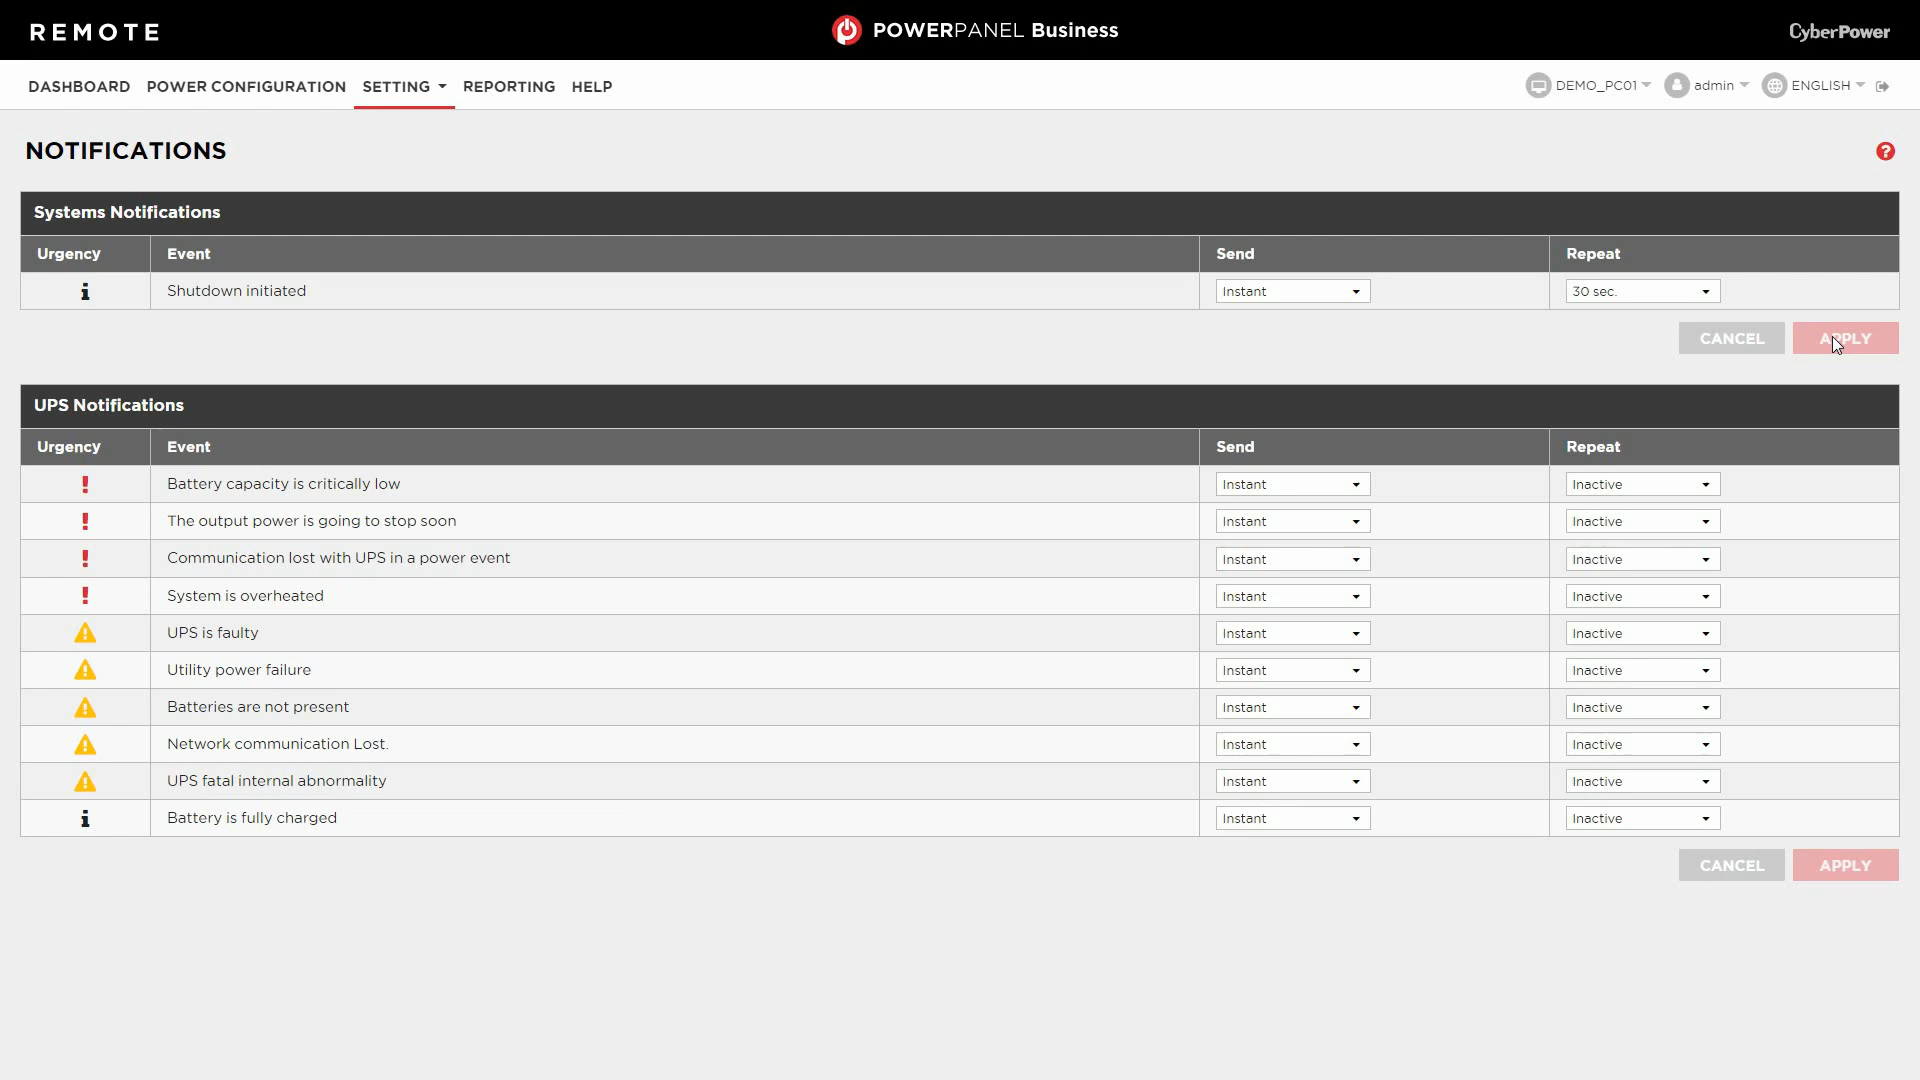 REMOTE
POWERPANEL Business
CyberPower
DASHBOARD POWER CONFIGURATION SETTING REPORTING HELP
DEMO_PC01 admin ENGLISH
NOTIFICATIONS
?
Systems Notifications
Urgency Event Send Repeat
Shutdown initiated Instant 30 sec.
CANCEL APPLY
UPS Notifications
Urgency Event Send Repeat
Battery capacity is critically low Instant Inactive
The output power is going to stop soon Instant Inactive
Communication lost with UPS in a power event Instant Inactive
System is overheated Instant Inactive
UPS is faulty Instant Inactive
Utility power failure Instant Inactive
Batteries are not present Instant Inactive
Network communication Lost. Instant Inactive
UPS fatal internal abnormality Instant Inactive
Battery is fully charged Instant Inactive
CANCEL APPLY